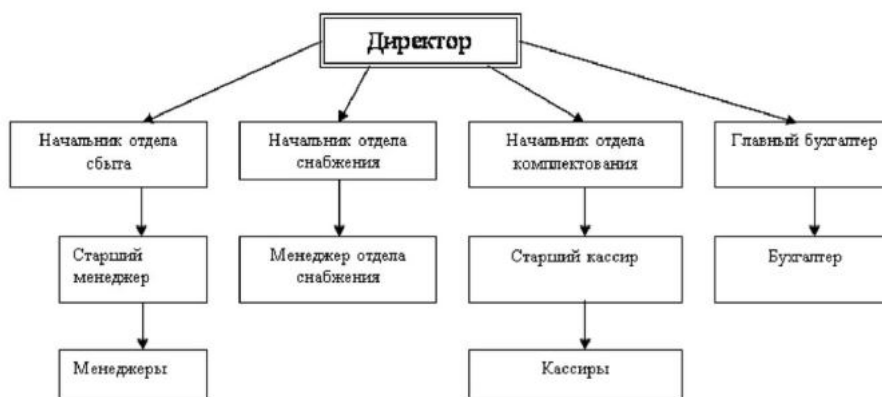 Директор
Начальник отдела
сбыта
Начальник отдела
снабжения
Начальник отдела
комплектования
Главный бухгалтер
Старший
менеджер
Менеджер отдела
снабжения
Старший кассир
Бухгалтер
Менеджеры
Кассиры